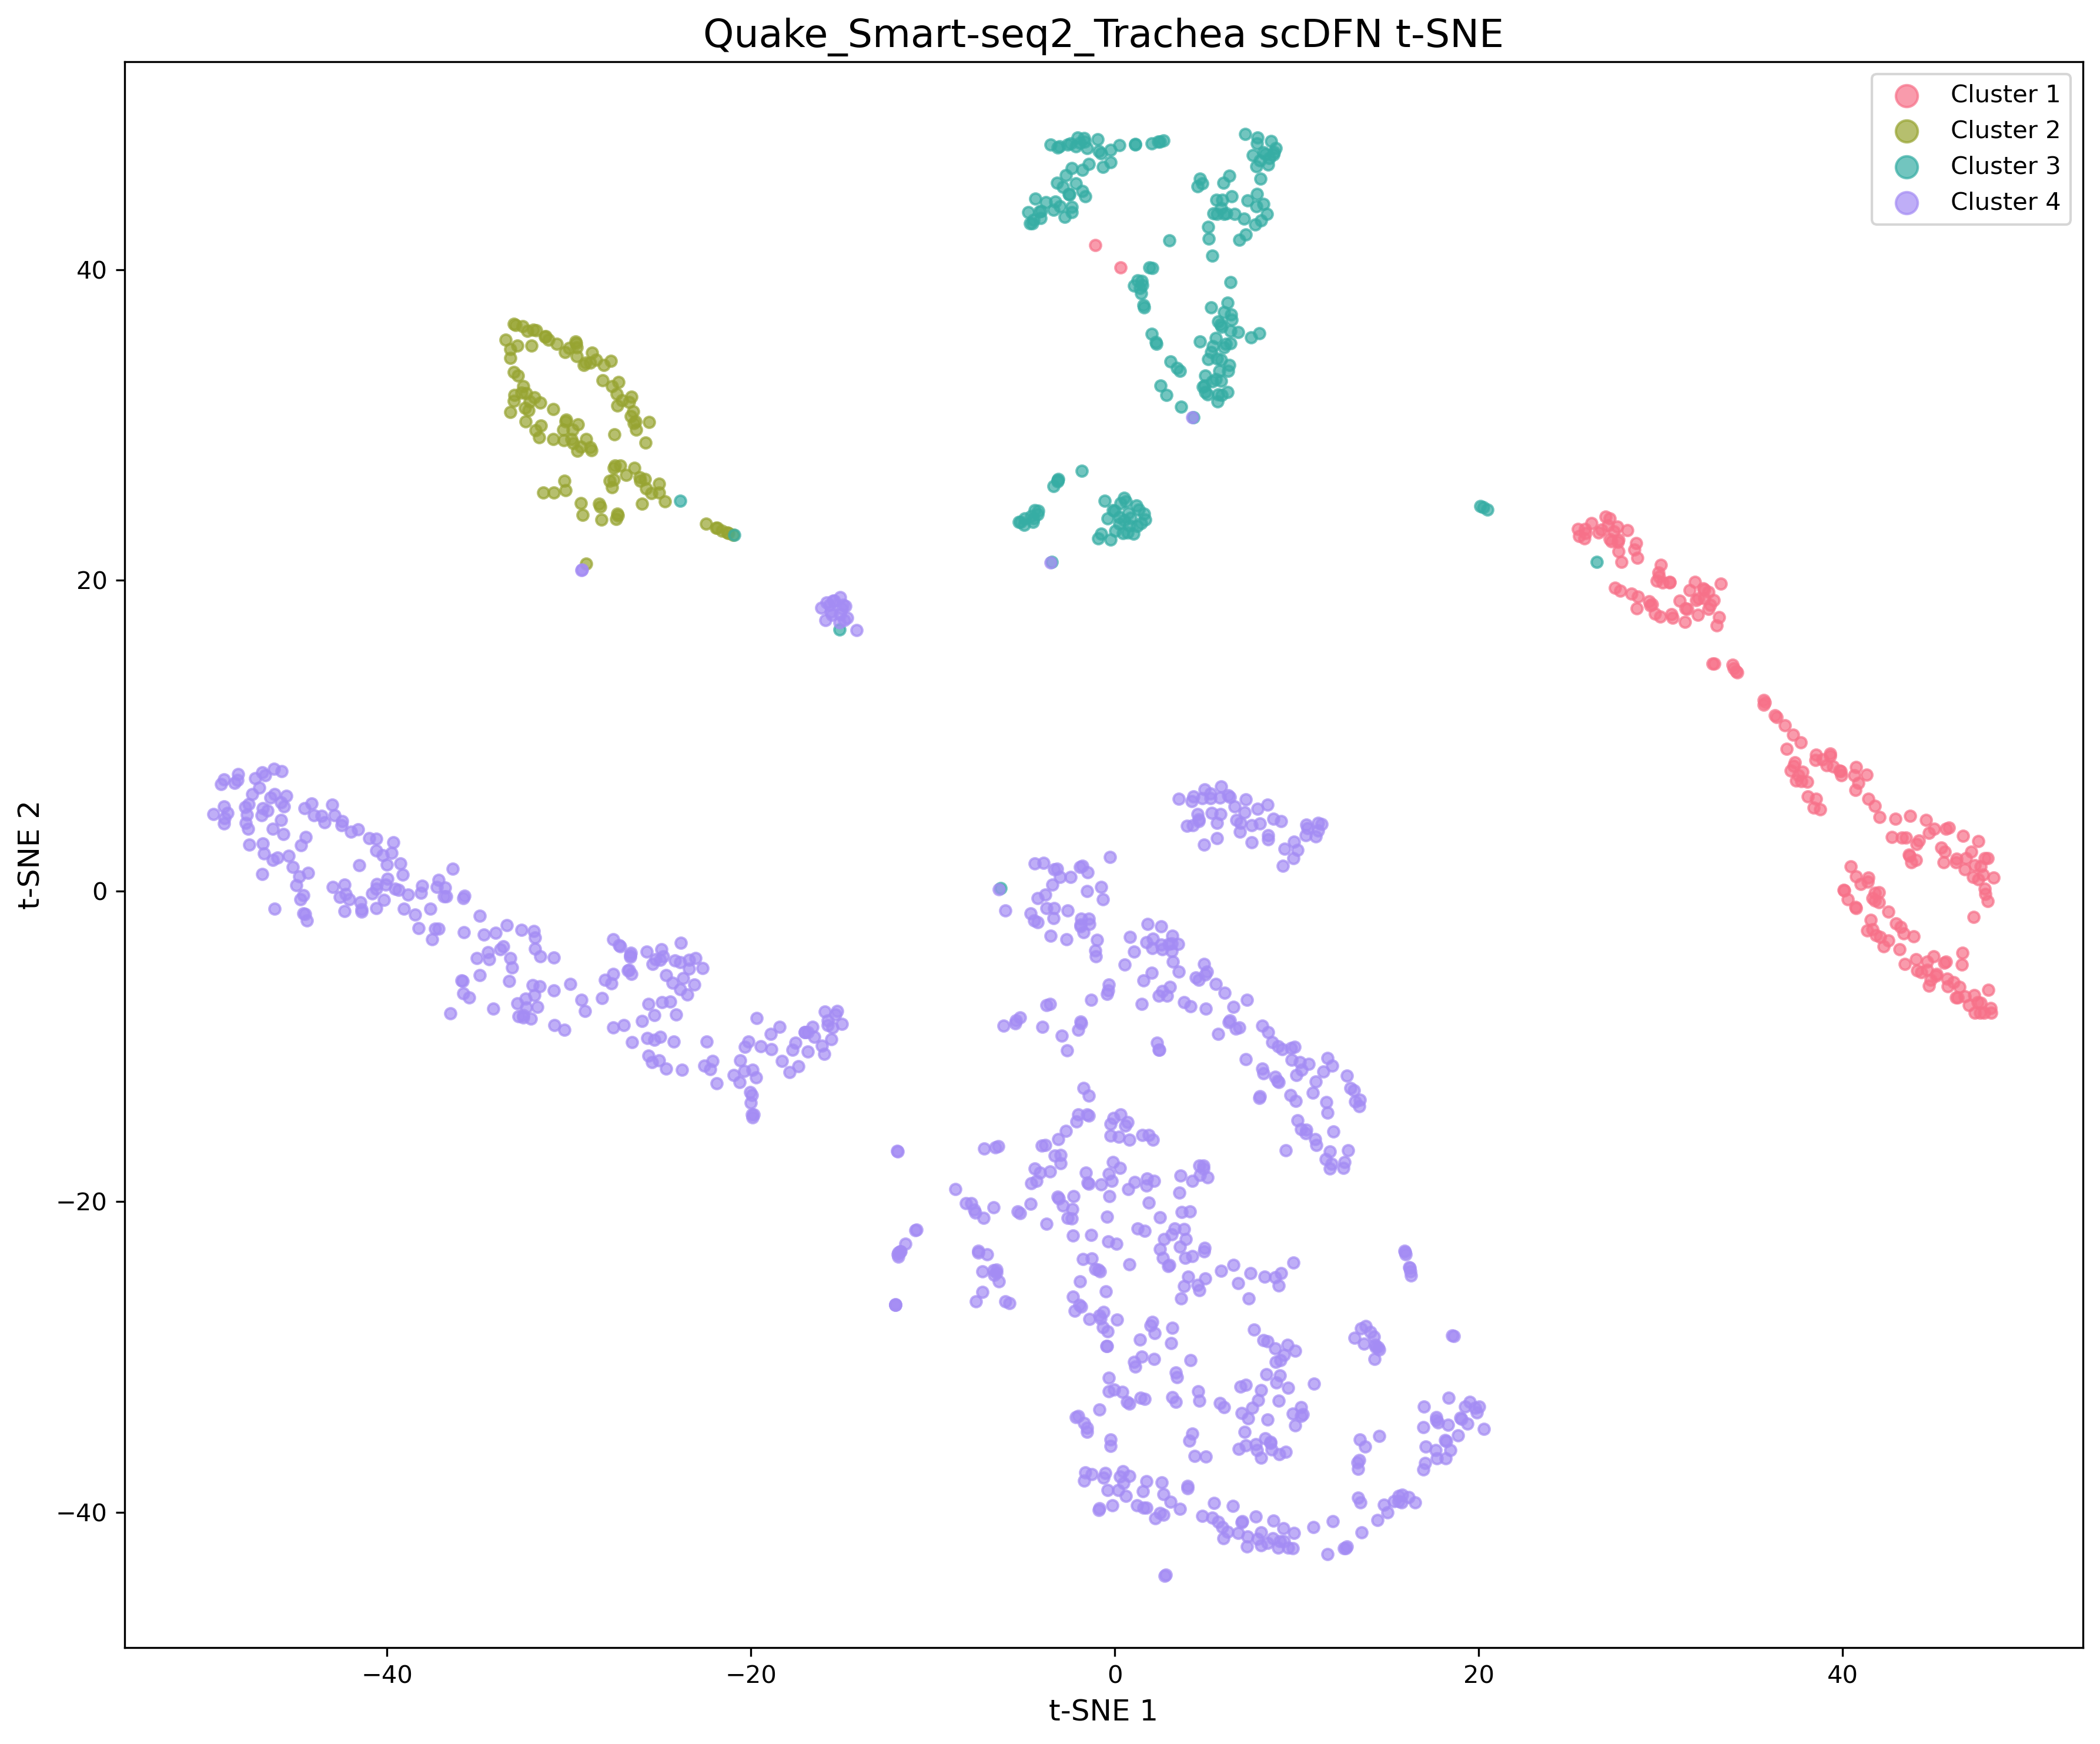 Quake_Smart-seq2_Trachea scDFN t-SNE
Cluster 1
Cluster 2
Cluster 3
Cluster 4
t-SNE 2
40
20
0
−20
−40
−40
−20
0
20
40
t-SNE 1